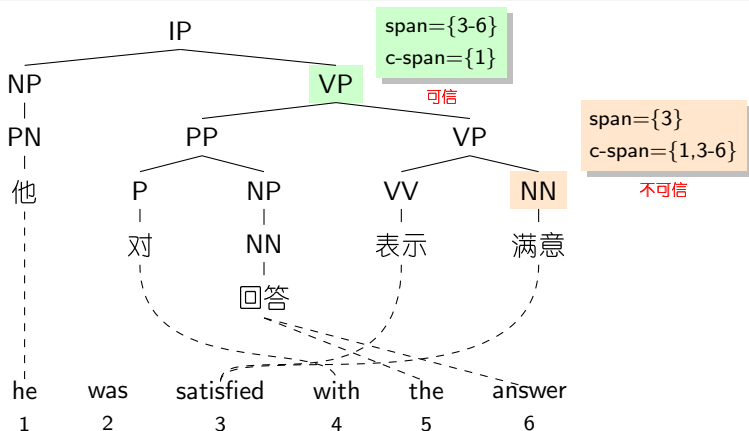 IP
span={3-6}
c-span={1}
NP
VP
可信
PN
PP
VP
span={3}
c-span={1,3-6}
他
P
NP
VV
NN
不可信
对
NN
表示
满意
回答
he was satisfied with the answer
1 2 3 4 5 6